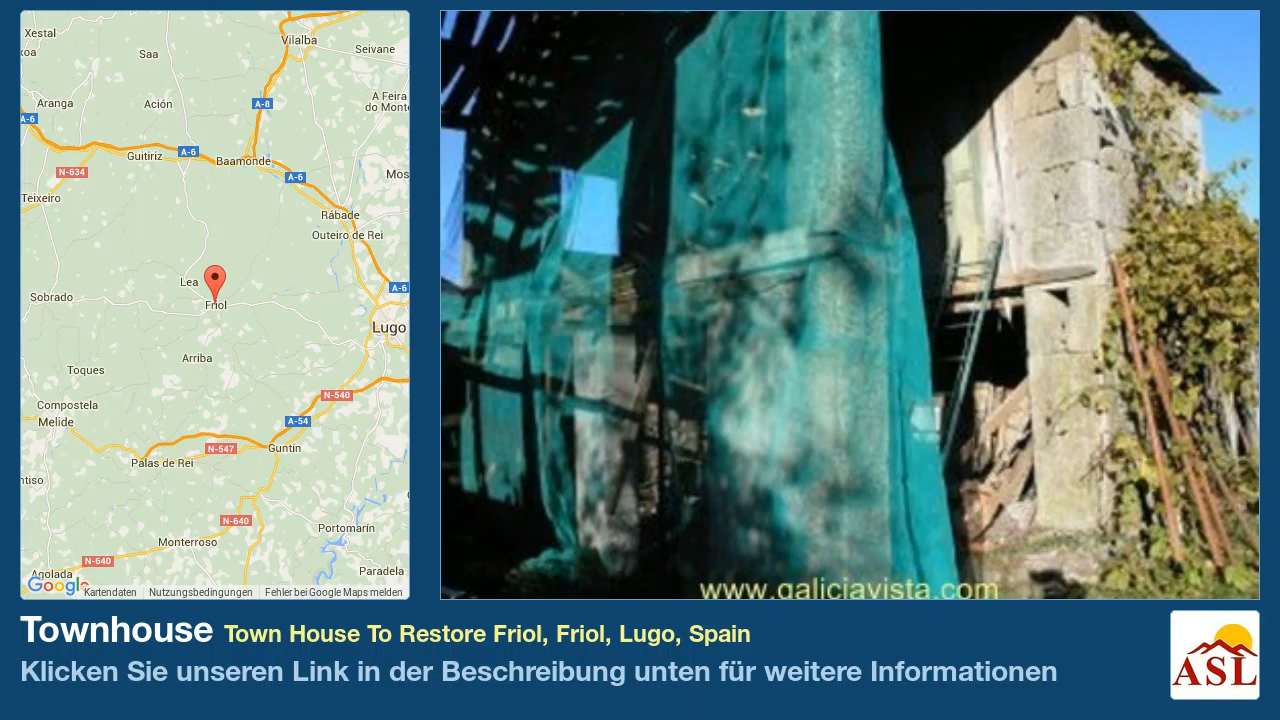 Xestal
Vilalba
Seivane
Saa
xoa
A Feira
do Monte
Aranga
Ación
A-8
A-6
Guitiriz
A-6
Baamonde
N-634
A-6
Mos
Teixeiro
Rábade
Outeiro de Rei
Lea
A-6
Sobrado
Friol
Lugo
Arriba
Toques
N-540
Compostela
Melide
A-54
N-547
Guntín
Palas de Rei
ntiso
N-640
Portomarín
Monterroso
N-640
Paradela
Agolada
Google
Kartendaten
Nutzungsbedingungen
Fehler bei Google Maps melden
www.galiciavista.com
Townhouse Town House To Restore Friol, Friol, Lugo, Spain
Klicken Sie unseren Link in der Beschreibung unten für weitere Informationen
ASL